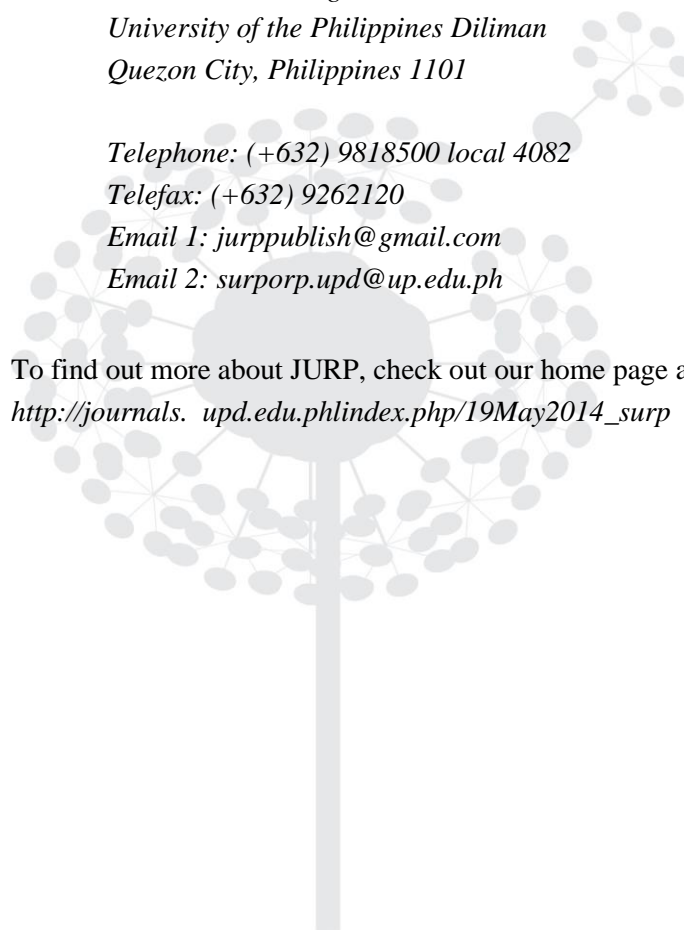 University of the Philippines Diliman
Quezon City, Philippines 1101
Telephone: (+632) 9818500 local 4082
Telefax: (+632) 9262120
Email 1: jurppublish@gmail.com
Email 2: surporp.upd@up.edu.ph
To find out more about JURP, check out our home page a
http://journals. upd.edu.phlindex.php/19May2014_surp